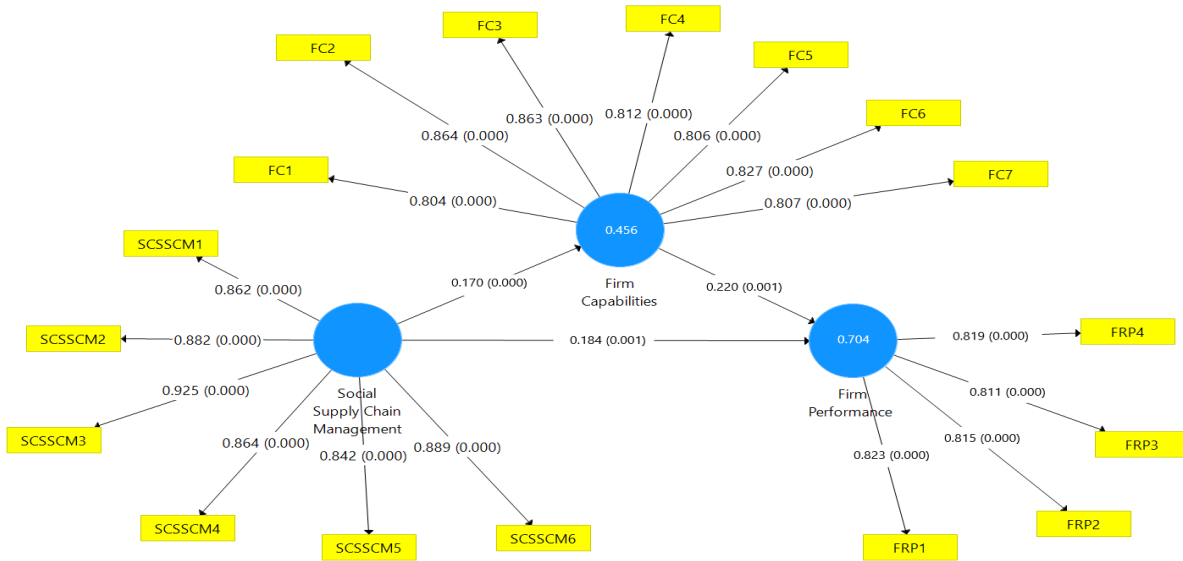 FC4
FC3
FC2
FC5
FC6
FC1
FC7
0.864 (0.000)
0.863 (0.000)
0.812 (0.000)
0.806 (0.000)
0.827 (0.000)
0.804 (0.000)
0.807 (0.000)
0.456
Firm
Capabilities
SCSSCM1
0.862 (0.000)
SCSSCM2
0.882 (0.000)
0.925 (0.000)
SCSSCM3
0.864 (0.000)
0.842 (0.000)
0.889 (0.000)
SCSSCM4
SCSSCM5
SCSSCM6
Social
Supply Chain
Management
0.170 (0.000)
0.220 (0.001)
0.184 (0.001)
0.704
Firm
Performance
0.819 (0.000)
FRP4
0.811 (0.000)
FRP3
0.815 (0.000)
FRP2
0.823 (0.000)
FRP1